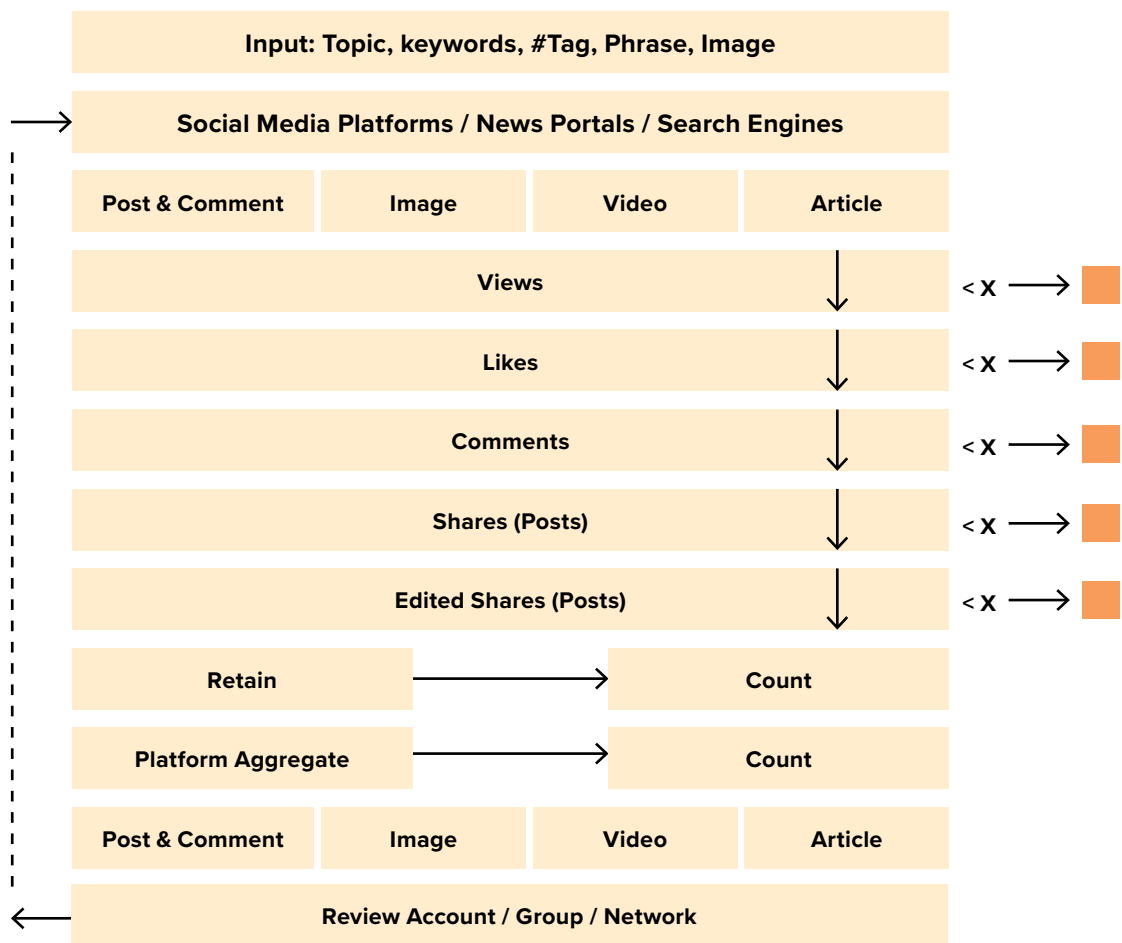 Input: Topic, keywords, #Tag, Phrase, Image
Social Media Platforms / News Portals / Search Engines
Post & Comment
Image
Video
Article
Views
< X
Likes
< X
Comments
< X
Shares (Posts)
< X
Edited Shares (Posts)
< X
Retain
Count
Platform Aggregate
Count
Post & Comment
Image
Video
Article
Review Account / Group / Network